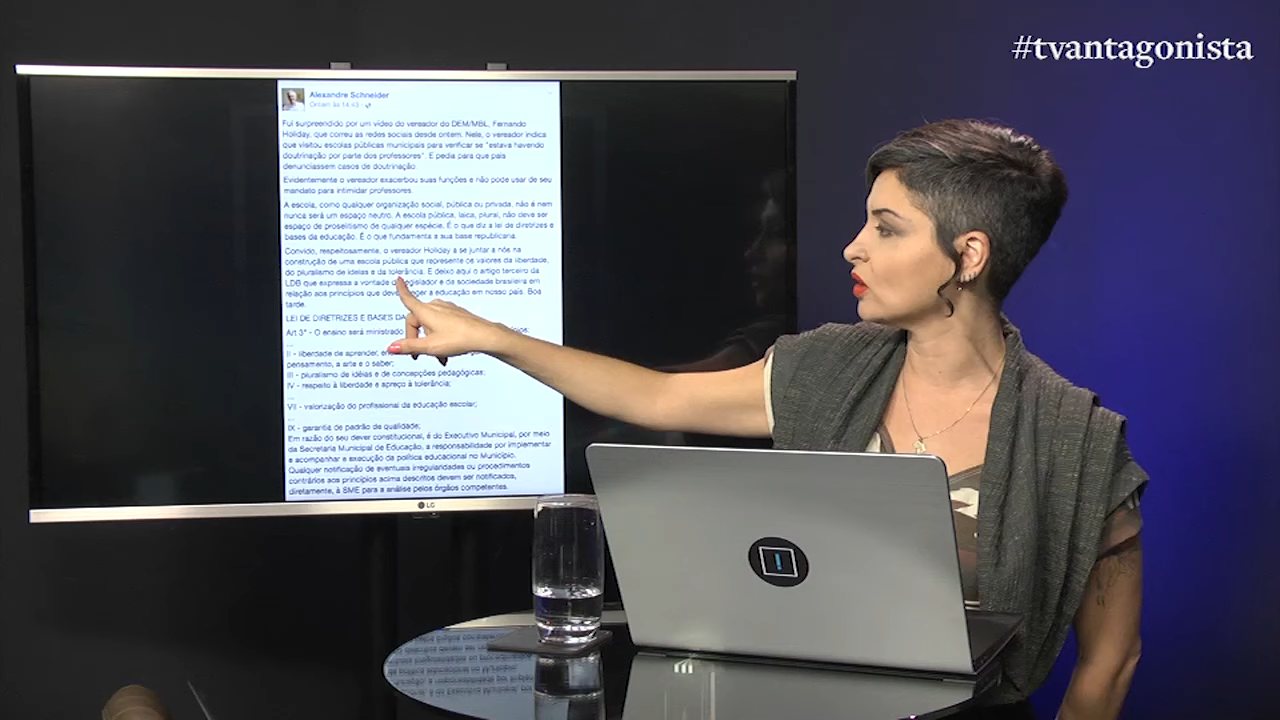 #tvantagonista
Alexandre Schneider
Ontem às 14:43
Fui surpreendido por um vídeo do vereador do DEM/MBL, Fernando
Holiday, que correu as redes sociais desde ontem. Nele, o vereador indica
que visitou escolas públicas municipais para verificar se "estava havendo
doutrinação por parte dos professores". E pedia para que pais
denunciassem casos de doutrinação
Evidentemente o vereador exacerbou suas funções e não pode usar de seu
mandato para intimidar professores.
A escola, como qualquer organização social, pública ou privada, não é nem
nunca será um espaço neutro. A escola pública, laica, plural, não deve ser
espaço de proselitismo de qualquer espécie. É o que diz a lei de diretrizes e
bases da educação. É o que fundamenta a sua base republicana.
Convido, respeitosamente, o vereador Holiday a se juntar a nós na
construção de uma escola pública que represente os valores da liberdade,
do pluralismo de ideias e da tolerância. E deixo aqui o artigo terceiro da
LDB que expressa a vontade legislador e da sociedade brasileira em
relação aos princípios que deve a educação em nosso país. Boa
tarde.
LEI DE DIRETRIZES E BASES DA
Art 3° - O ensino será ministrado
...
II - liberdade de aprender,
pensamento, a arte e o saber;
III - pluralismo de idéias e de concepções pedagógicas;
IV - respeito à liberdade e apreço à tolerância;
...
VII - valorização do profissional da educação escolar;
...
IX - garantia de padrão de qualidade;
Em razão do seu dever constitucional, é do Executivo Municipal, por meio
da Secretaria Municipal de Educação, a responsabilidade por implementar
e acompanhar a execução da política educacional no Município.
Qualquer notificação de eventuais irregularidades ou procedimentos
contrários aos princípios acima descritos devem ser notificados,
diretamente, à SME para a análise pelos órgãos competentes.
LG